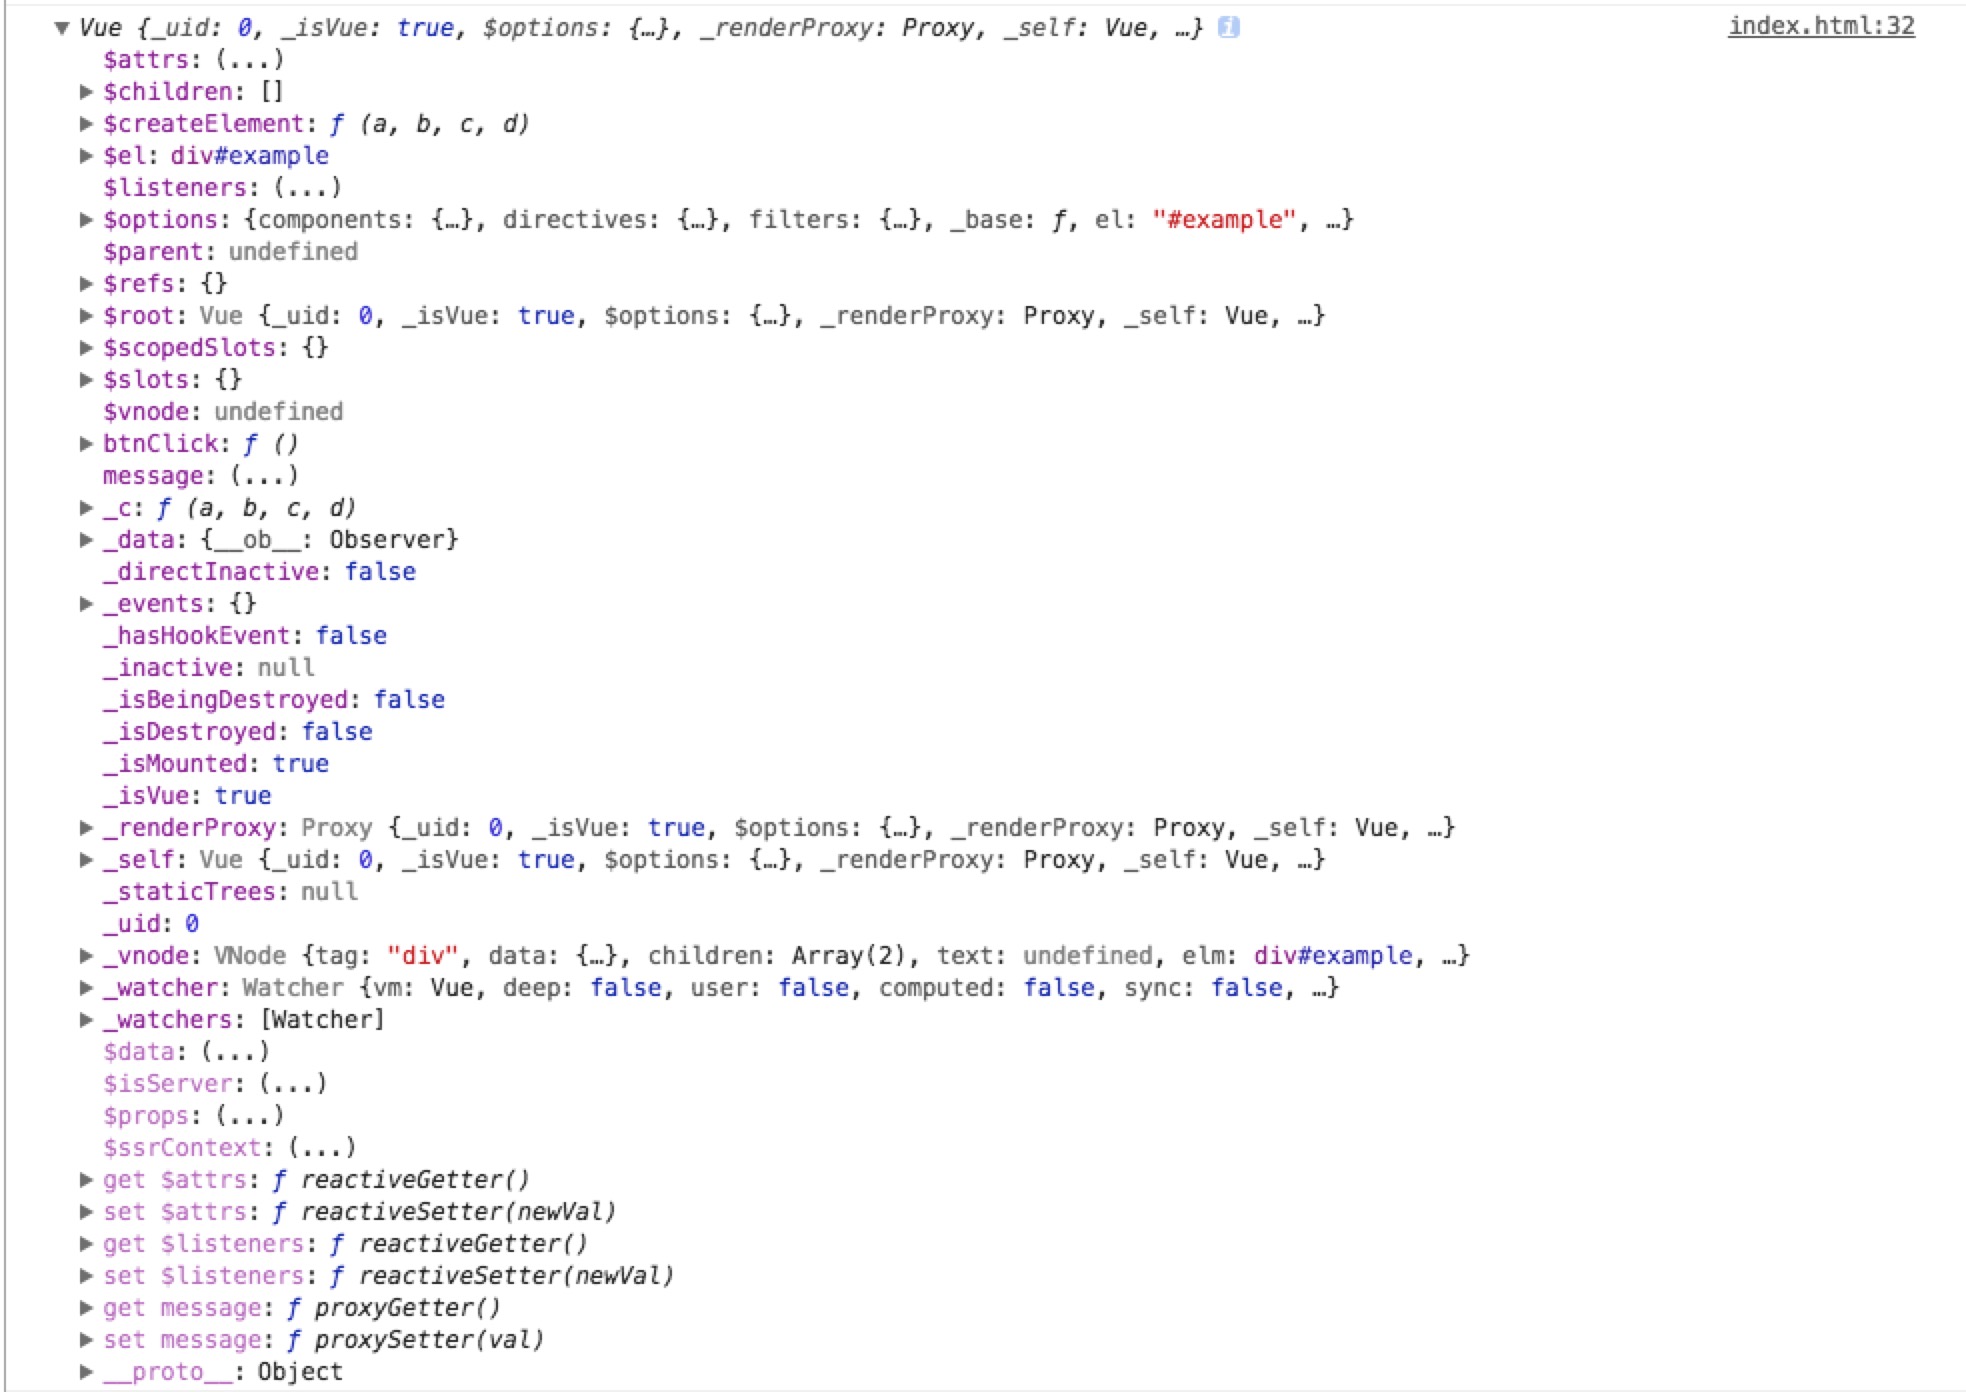 ▼ Vue {_uid: 0, _isVue: true, $options: {…}, _renderProxy: Proxy, _self: Vue, …} i index.html:32
$attrs: (...)
▶ $children: []
▶ $createElement: ƒ (a, b, c, d)
▶ $el: div#example
$listeners: (...)
▶ $options: {components: {…}, directives: {…}, filters: {…}, _base: ƒ, el: "#example", …}
$parent: undefined
▶ $refs: {}
▶ $root: Vue {_uid: 0, _isVue: true, $options: {…}, _renderProxy: Proxy, _self: Vue, …}
▶ $scopedSlots: {}
▶ $slots: {}
$vnode: undefined
▶ btnClick: ƒ ()
message: (...)
▶ _c: ƒ (a, b, c, d)
▶ _data: {__ob__: Observer}
_directInactive: false
▶ _events: {}
_hasHookEvent: false
_inactive: null
_isBeingDestroyed: false
_isDestroyed: false
_isMounted: true
_isVue: true
▶ _renderProxy: Proxy {_uid: 0, _isVue: true, $options: {…}, _renderProxy: Proxy, _self: Vue, …}
▶ _self: Vue {_uid: 0, _isVue: true, $options: {…}, _renderProxy: Proxy, _self: Vue, …}
_staticTrees: null
_uid: 0
▶ _vnode: VNode {tag: "div", data: {…}, children: Array(2), text: undefined, elm: div#example, …}
▶ _watcher: Watcher {vm: Vue, deep: false, user: false, computed: false, sync: false, …}
▶ _watchers: [Watcher]
$data: (...)
$isServer: (...)
$props: (...)
$ssrContext: (...)
▶ get $attrs: ƒ reactiveGetter()
▶ set $attrs: ƒ reactiveSetter(newVal)
▶ get $listeners: ƒ reactiveGetter()
▶ set $listeners: ƒ reactiveSetter(newVal)
▶ get message: ƒ proxyGetter()
▶ set message: ƒ proxySetter(val)
▶ __proto__: Object